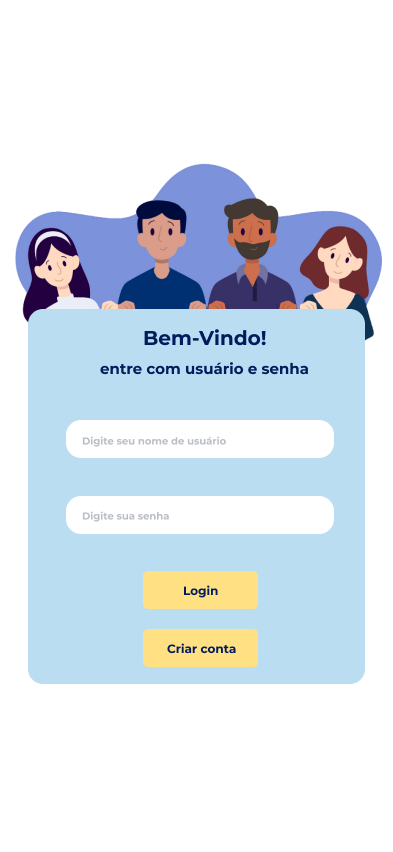 Bem-Vindo!
entre com usuário e senha
Digite seu nome de usuário
Digite sua senha
Login
Criar conta